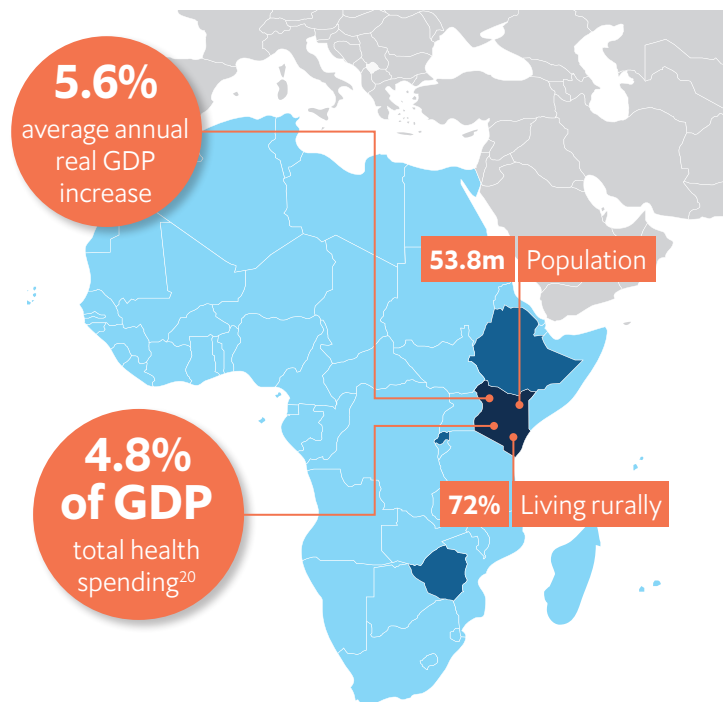 5.6%
average annual
real GDP
increase
53.8m Population
4.8%
of GDP
total health
spending20
72% Living rurally